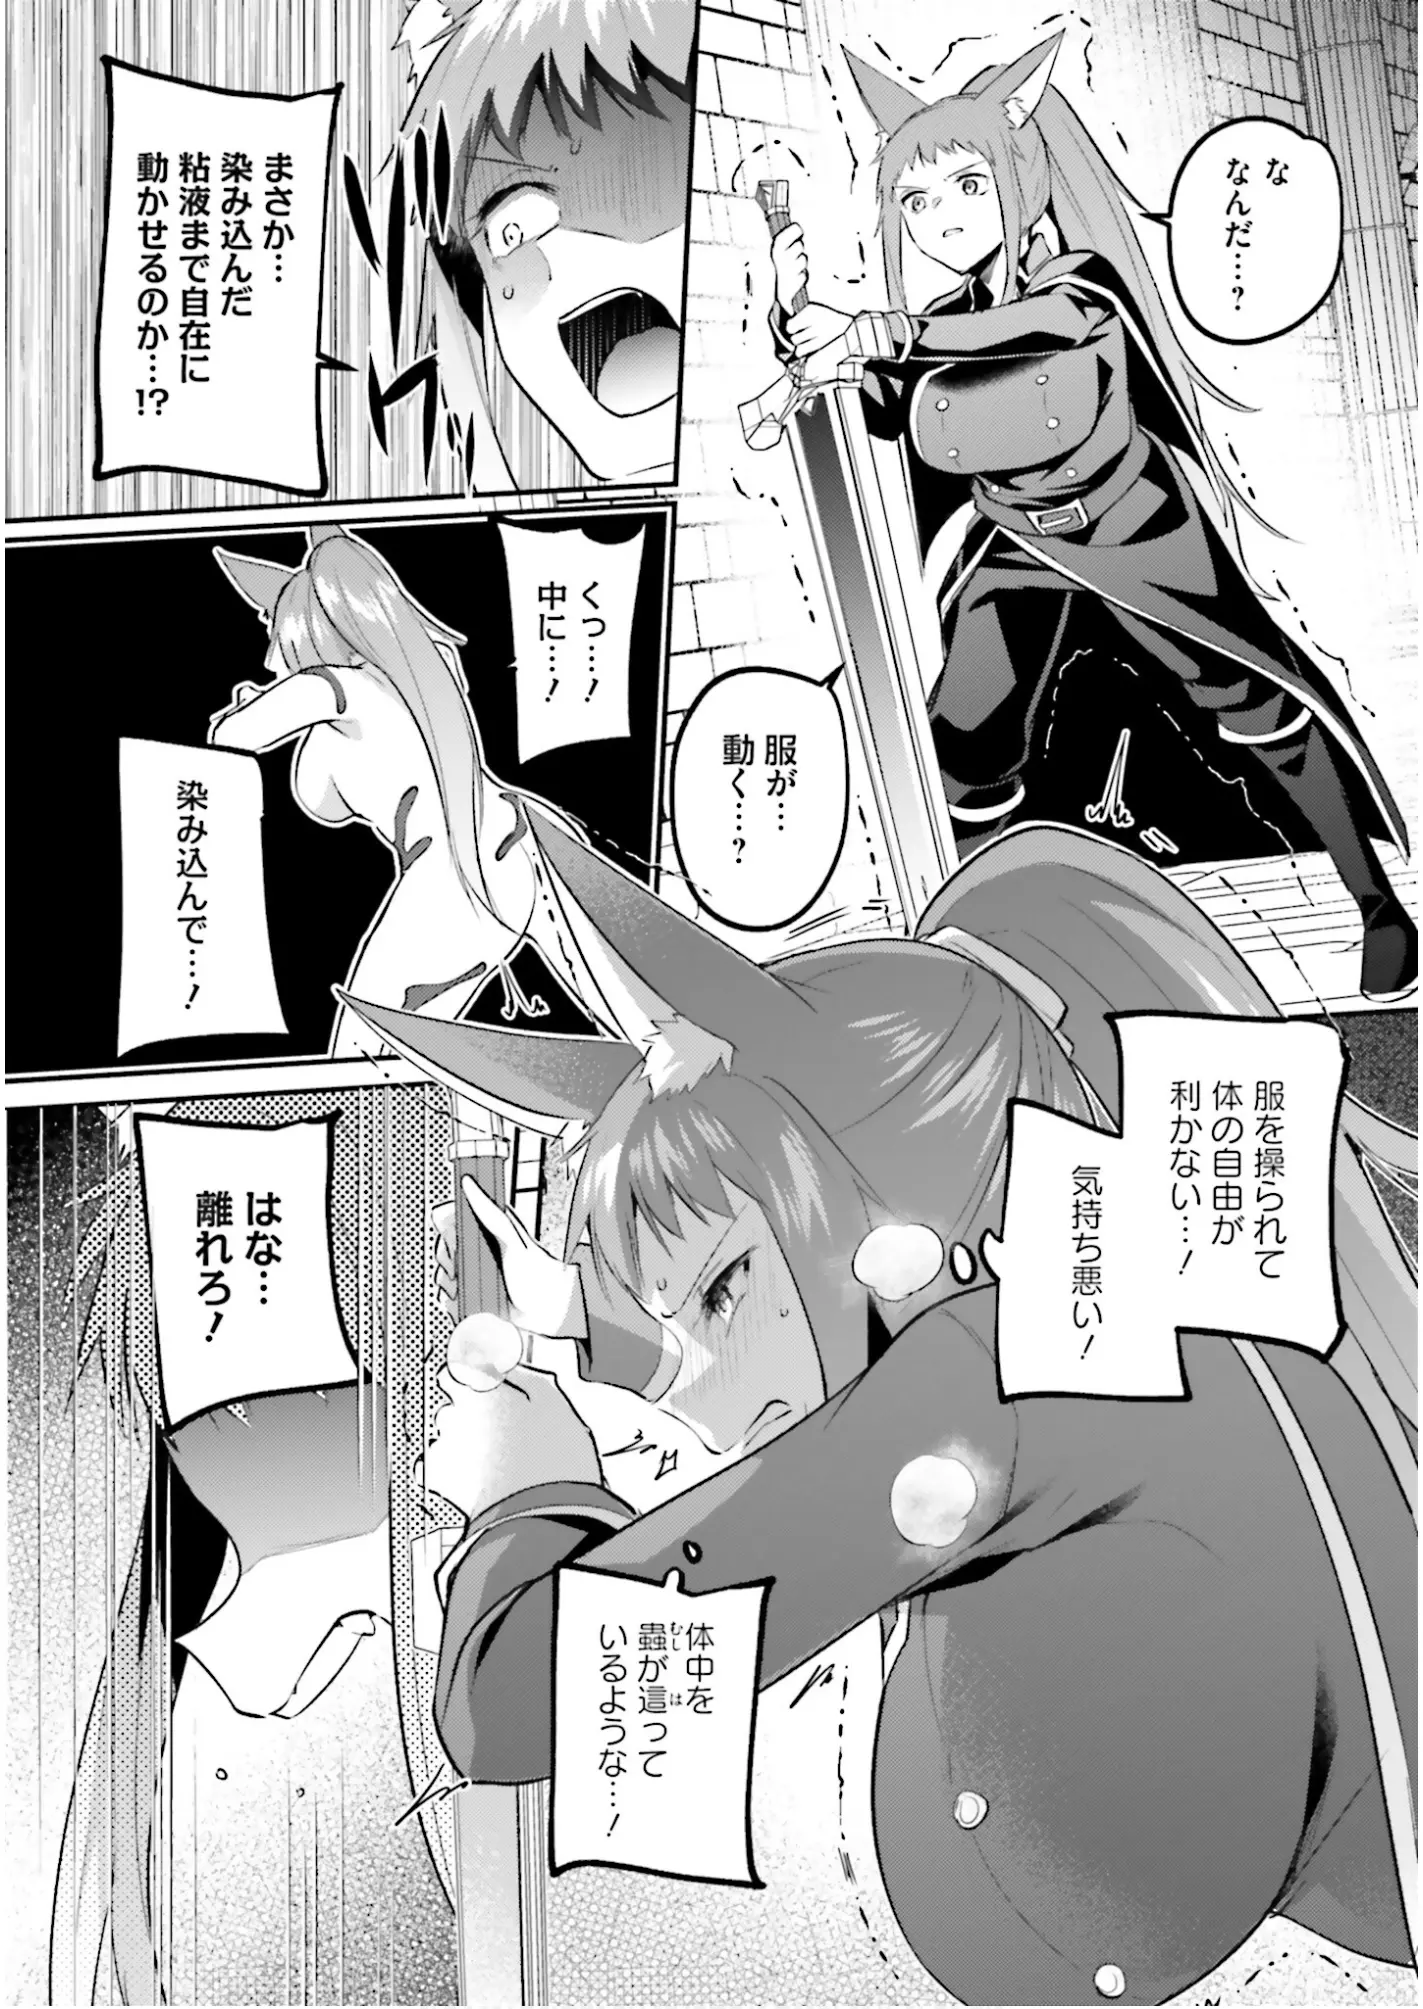 な
なんだ…？
服が…
動く…？
まさか…
染み込んだ
粘液まで自在に
動かせるのか…!?
くっ…！
中に…！
染み込んで…！
服を操られて
体の自由が
利かない…！
気持ち悪い！
はな…
離れろ！
体中を
蟲が這って
いるような…！